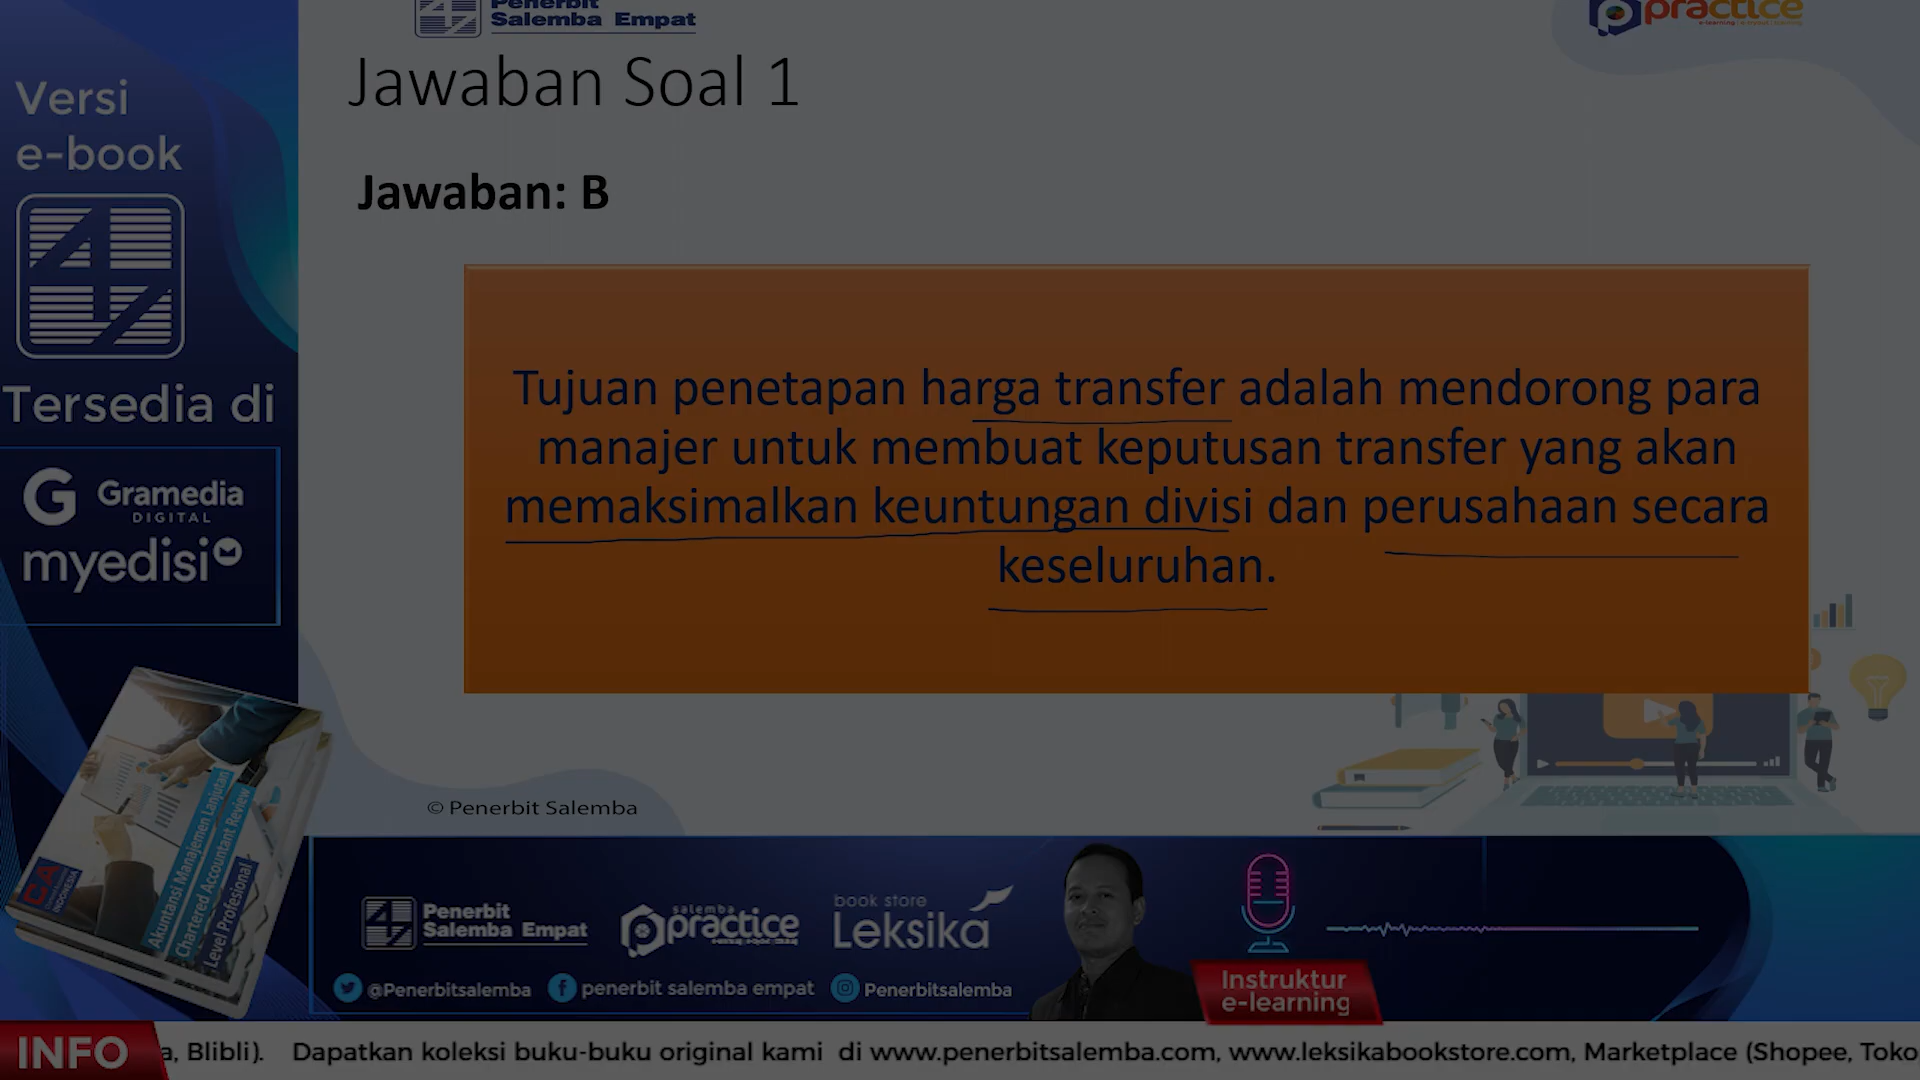 Penerbit
Salemba Empat
practice
Versi
e-book
Jawaban Soal 1
Jawaban: B
Tersedia di
Gramedia
DIGITAL
myedisi
Tujuan penetapan harga transfer adalah mendorong para
manajer untuk membuat keputusan transfer yang akan
memaksimalkan keuntungan divisi dan perusahaan secara
keseluruhan.
CA
INDONESIA
Akuntansi Manajemen Lanjutan
Chartered Accountant Review
Level Profesional
© Penerbit Salemba
Penerbit
Salemba Empat
salemba
practice
book store
Leksika
@Penerbitsalemba
penerbit salemba empat
Penerbitsalemba
Instruktur
e-learning
INFO
a, Blibli). Dapatkan koleksi buku-buku original kami di www.penerbitsalemba.com, www.leksikabookstore.com, Marketplace (Shopee, Toko